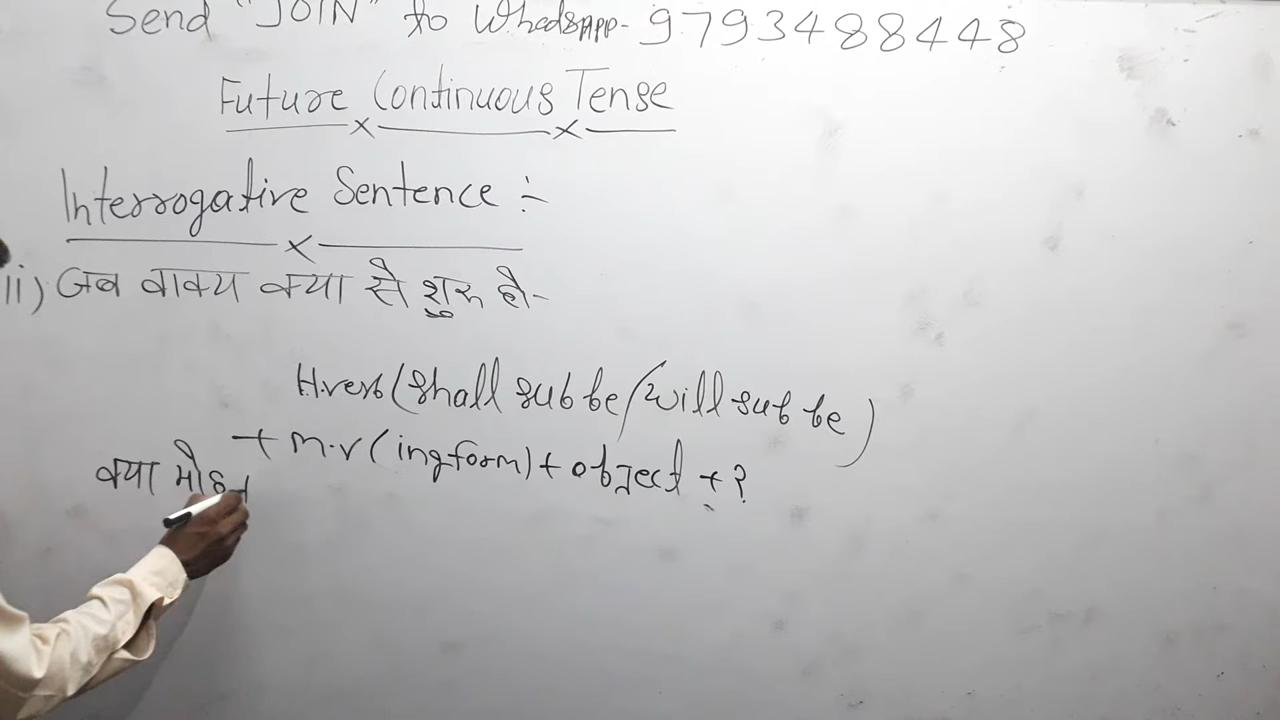 Send "JOIN" to WhatsApp- 9793488448
Future Continuous Tense
Interrogative Sentence :-
ii) जब वाक्य क्या से शुरू हो-
H.verb (shall sub be/will sub be)
+ m.v (ing form) + object + ?
क्या मोहन